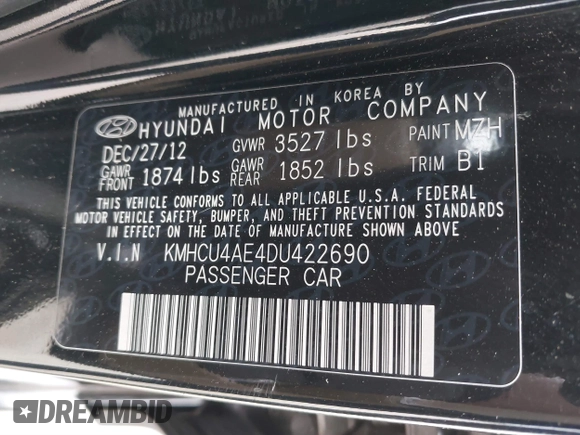 MANUFACTURED IN KOREA BY
HYUNDAI MOTOR COMPANY
DEC/27/12 GVWR 3527 lbs PAINT MZH
GAWR FRONT 1874 lbs GAWR REAR 1852 lbs TRIM B1
THIS VEHICLE CONFORMS TO ALL APPLICABLE U.S.A. FEDERAL
MOTOR VEHICLE SAFETY, BUMPER, AND THEFT PREVENTION STANDARDS
IN EFFECT ON THE DATE OF MANUFACTURE SHOWN ABOVE
V.I.N KMHCU4AE4DU422690
PASSENGER CAR
DREAMBID